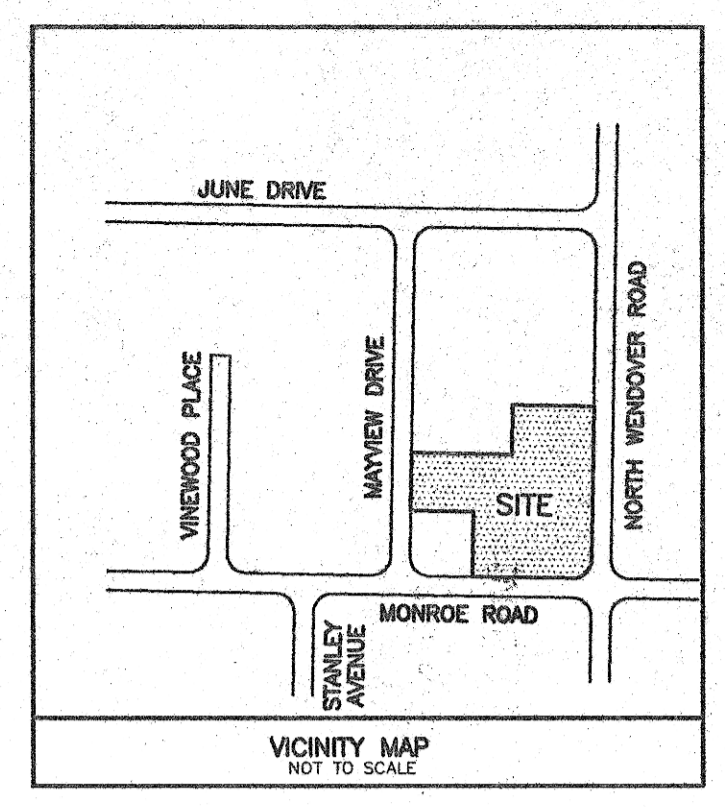 JUNE DRIVE
NORTH WENDOVER ROAD
MAYVIEW DRIVE
VINEWOOD PLACE
SITE
MONROE ROAD
STANLEY
AVENUE
VICINITY MAP
NOT TO SCALE